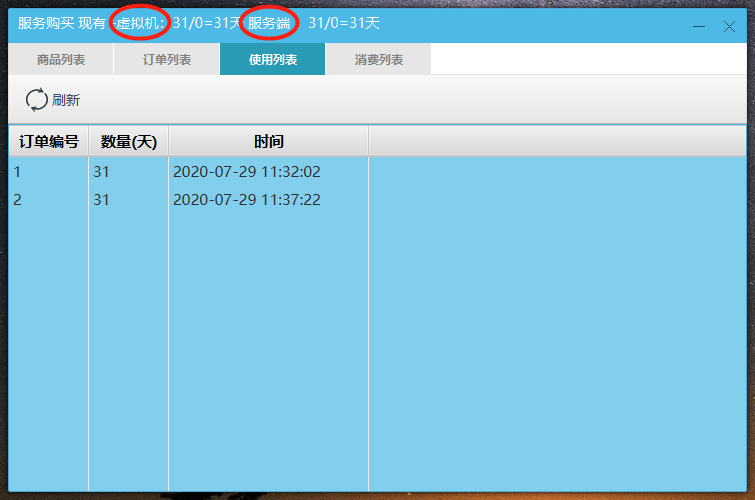 服务购买 现有 虚拟机: 31/0=31天 服务端 31/0=31天
商品列表 订单列表 使用列表 消费列表
刷新
订单编号 数量(天) 时间
1 31 2020-07-29 11:32:02
2 31 2020-07-29 11:37:22